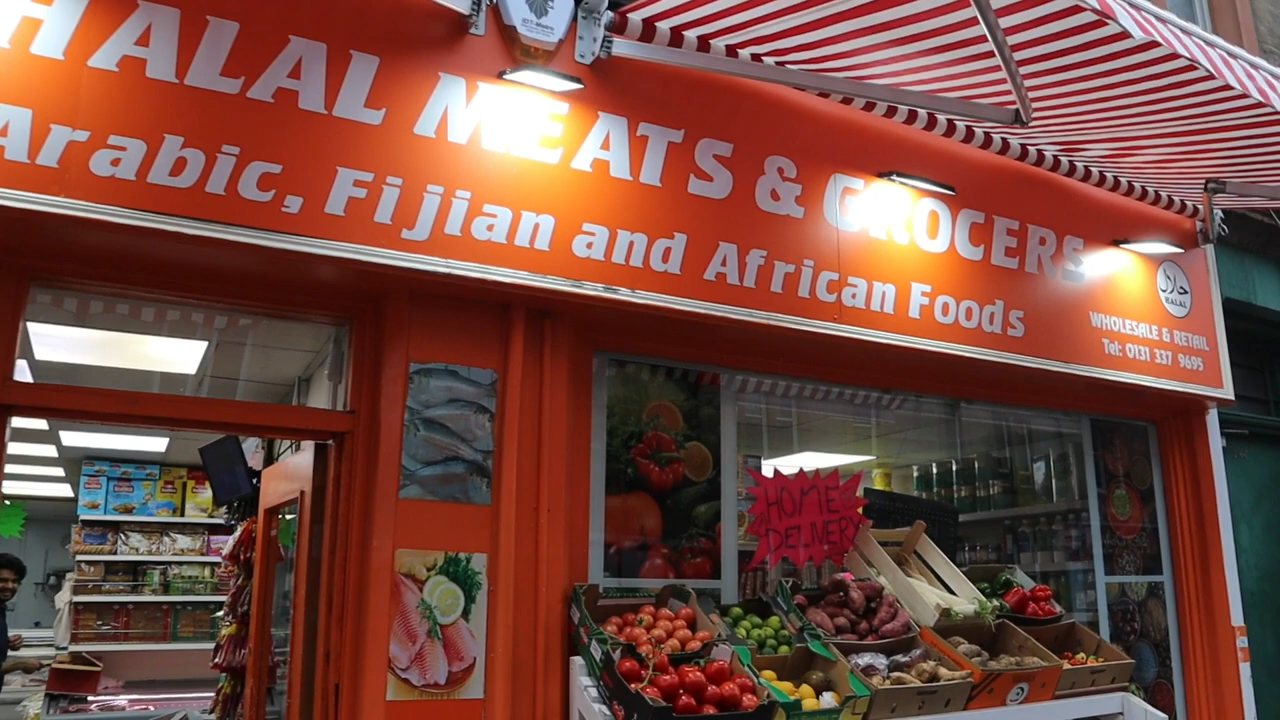 HALAL MEATS & GROCERS
Arabic, Fijian and African Foods
حلال
HALAL
WHOLESALE & RETAIL
Tel: 0131 337 9695
HOME
DELIVERY